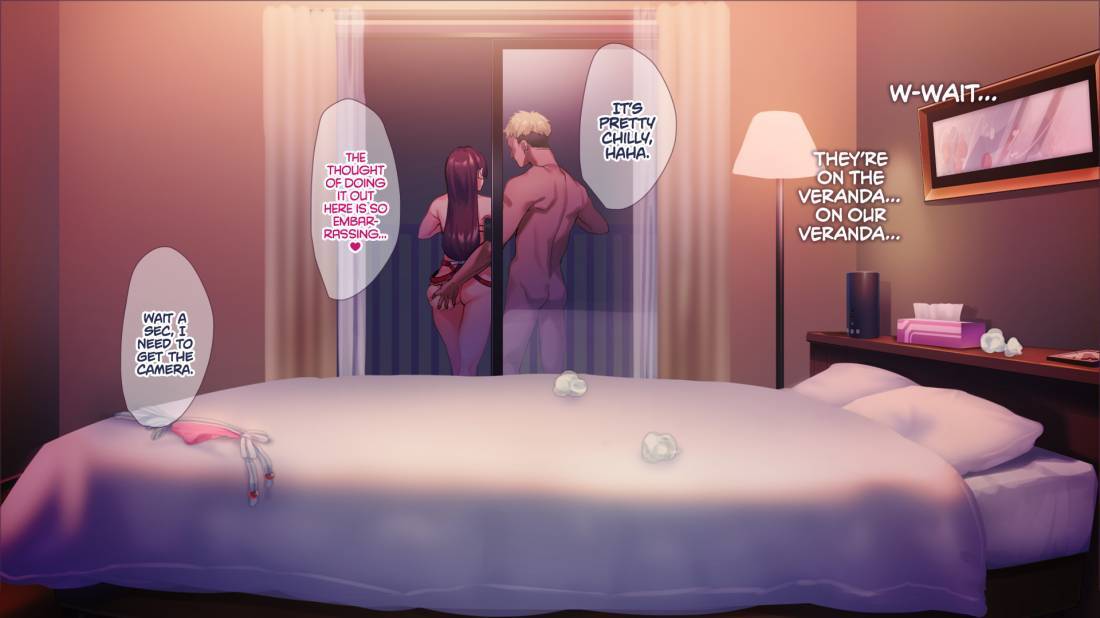 W-WAIT...
THEY'RE
ON THE
VERANDA...
ON OUR
VERANDA...
IT'S
PRETTY
CHILLY,
HAHA.
THE
THOUGHT
OF DOING
IT OUT
HERE IS SO
EMBAR-
RASSING...
♥
WAIT A
SEC, I
NEED TO
GET THE
CAMERA.